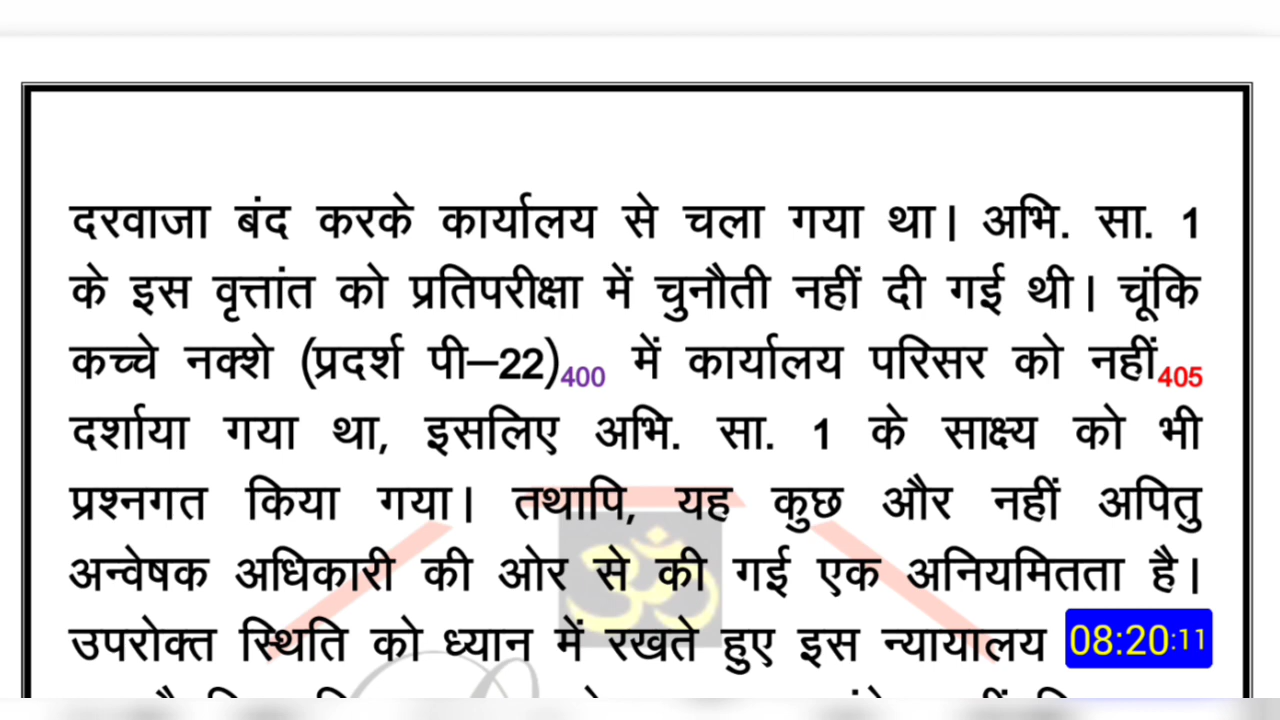 दरवाजा बंद करके कार्यालय से चला गया था। अभि. सा. 1
के इस वृत्तांत को प्रतिपरीक्षा में चुनौती नहीं दी गई थी। चूंकि
कच्चे नक्शे (प्रदर्श पी–22)400 में कार्यालय परिसर को नहीं405
दर्शाया गया था, इसलिए अभि. सा. 1 के साक्ष्य को भी
प्रश्नगत किया गया। तथापि, यह कुछ और नहीं अपितु
अन्वेषक अधिकारी की ओर से की गई एक अनियमितता है।
उपरोक्त स्थिति को ध्यान में रखते हुए इस न्यायालय
08:20:11
ॐ